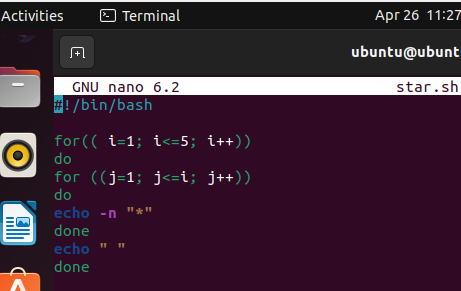 Activities Terminal Apr 26 11:27
ubuntu@ubunt
GNU nano 6.2 star.sh
#!/bin/bash
for(( i=1; i<=5; i++))
do
for ((j=1; j<=i; j++))
do
echo -n "*"
done
echo " "
done